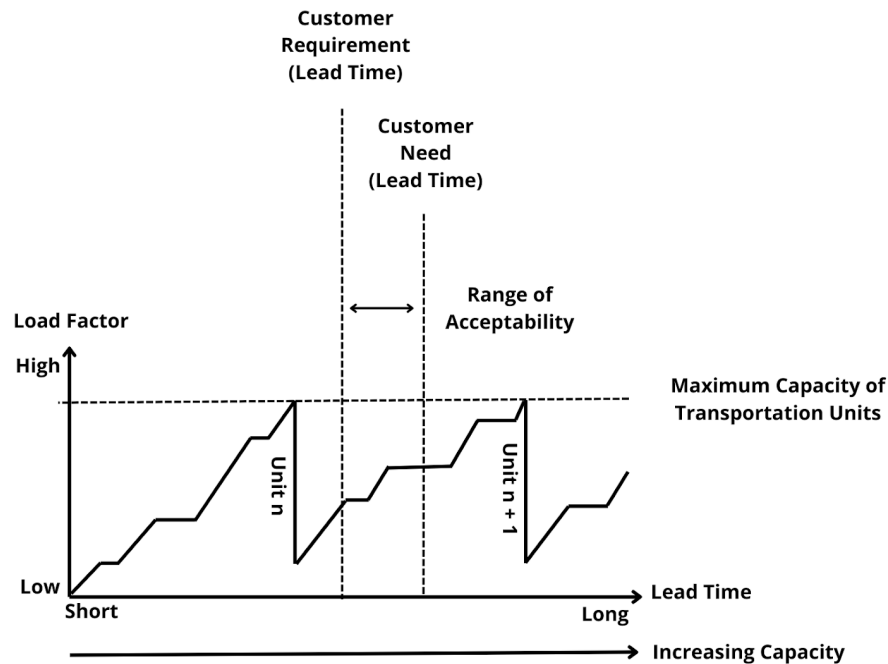 Customer
Requirement
(Lead Time)
Customer
Need
(Lead Time)
Range of
Acceptability
Load Factor
High
Maximum Capacity of
Transportation Units
Unit n
Unit n + 1
Low
Lead Time
Short
Long
Increasing Capacity